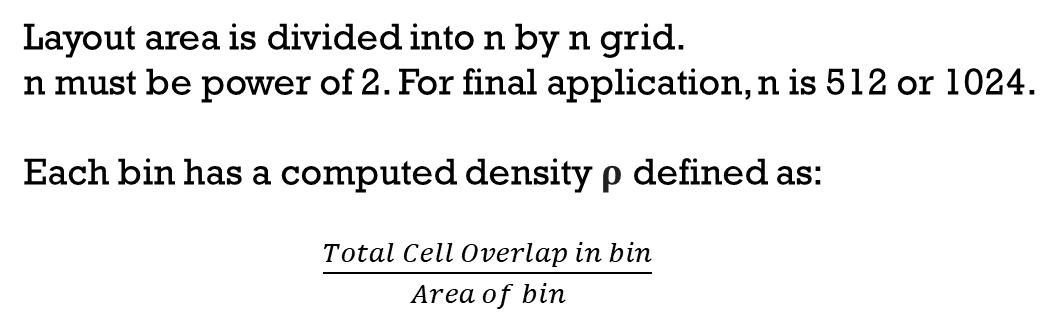 Layout area is divided into n by n grid.
n must be power of 2. For final application, n is 512 or 1024.
Each bin has a computed density ρ defined as:
Total Cell Overlap in bin
Area of bin